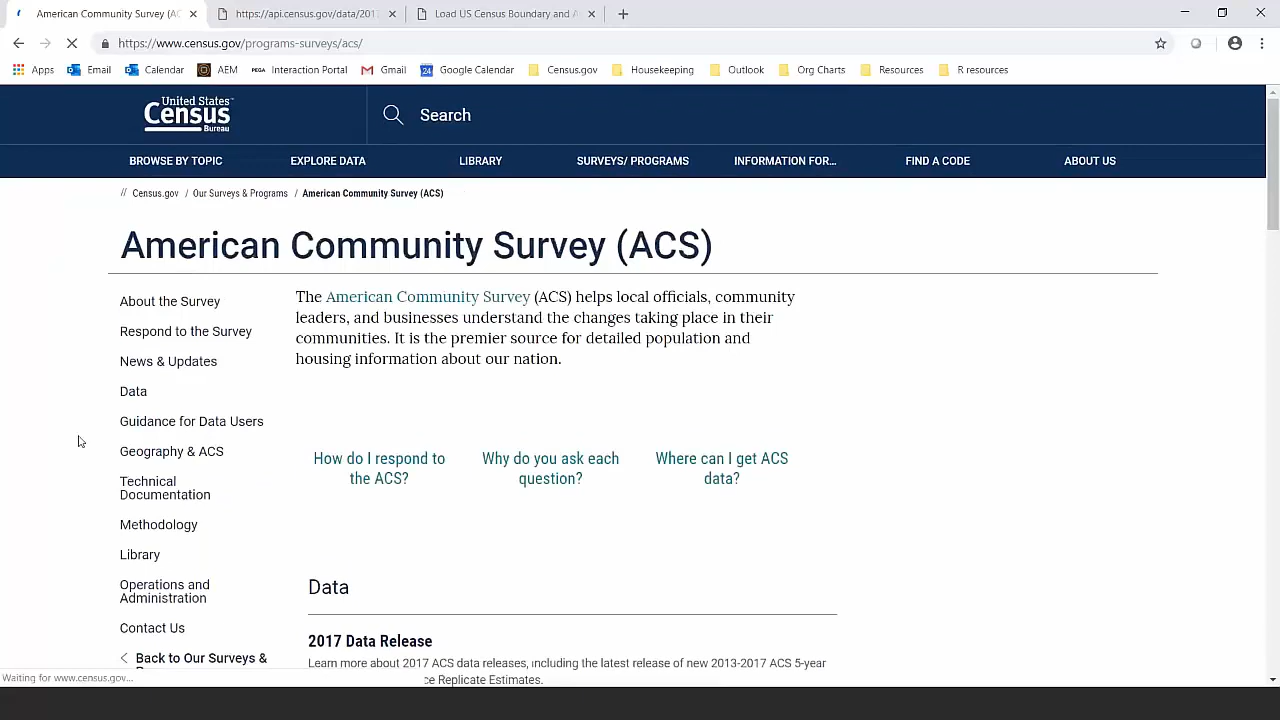 American Community Survey (AC
https://api.census.gov/data/201
Load US Census Boundary and A
https://www.census.gov/programs-surveys/acs/
Apps Email Calendar AEM PEGA Interaction Portal Gmail 24 Google Calendar Census.gov Housekeeping Outlook Org Charts Resources R resources
United States
Census
Bureau
Search
BROWSE BY TOPIC EXPLORE DATA LIBRARY SURVEYS/ PROGRAMS INFORMATION FOR... FIND A CODE ABOUT US
// Census.gov / Our Surveys & Programs / American Community Survey (ACS)
American Community Survey (ACS)
About the Survey
Respond to the Survey
News & Updates
Data
Guidance for Data Users
Geography & ACS
Technical
Documentation
Methodology
Library
Operations and
Administration
Contact Us
Back to Our Surveys &
The American Community Survey (ACS) helps local officials, community
leaders, and businesses understand the changes taking place in their
communities. It is the premier source for detailed population and
housing information about our nation.
How do I respond to
the ACS?
Why do you ask each
question?
Where can I get ACS
data?
Data
2017 Data Release
Learn more about 2017 ACS data releases, including the latest release of new 2013-2017 ACS 5-year
ce Replicate Estimates.
Waiting for www.census.gov...